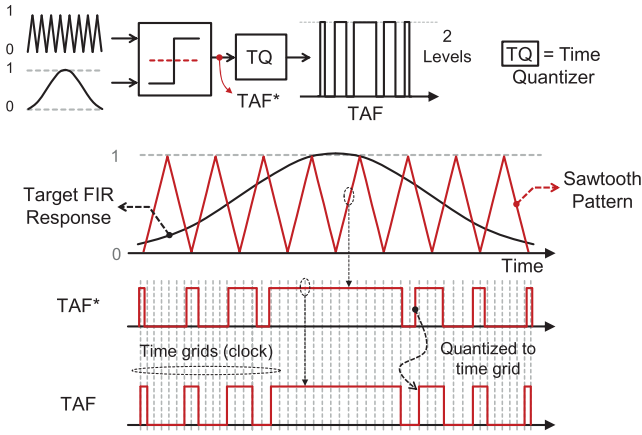 1
0
1
0
TQ
TAF*
2
Levels
TAF
TQ = Time
Quantizer
1
Target FIR
Response
Sawtooth
Pattern
0
Time
TAF*
Time grids (clock)
Quantized to
time grid
TAF